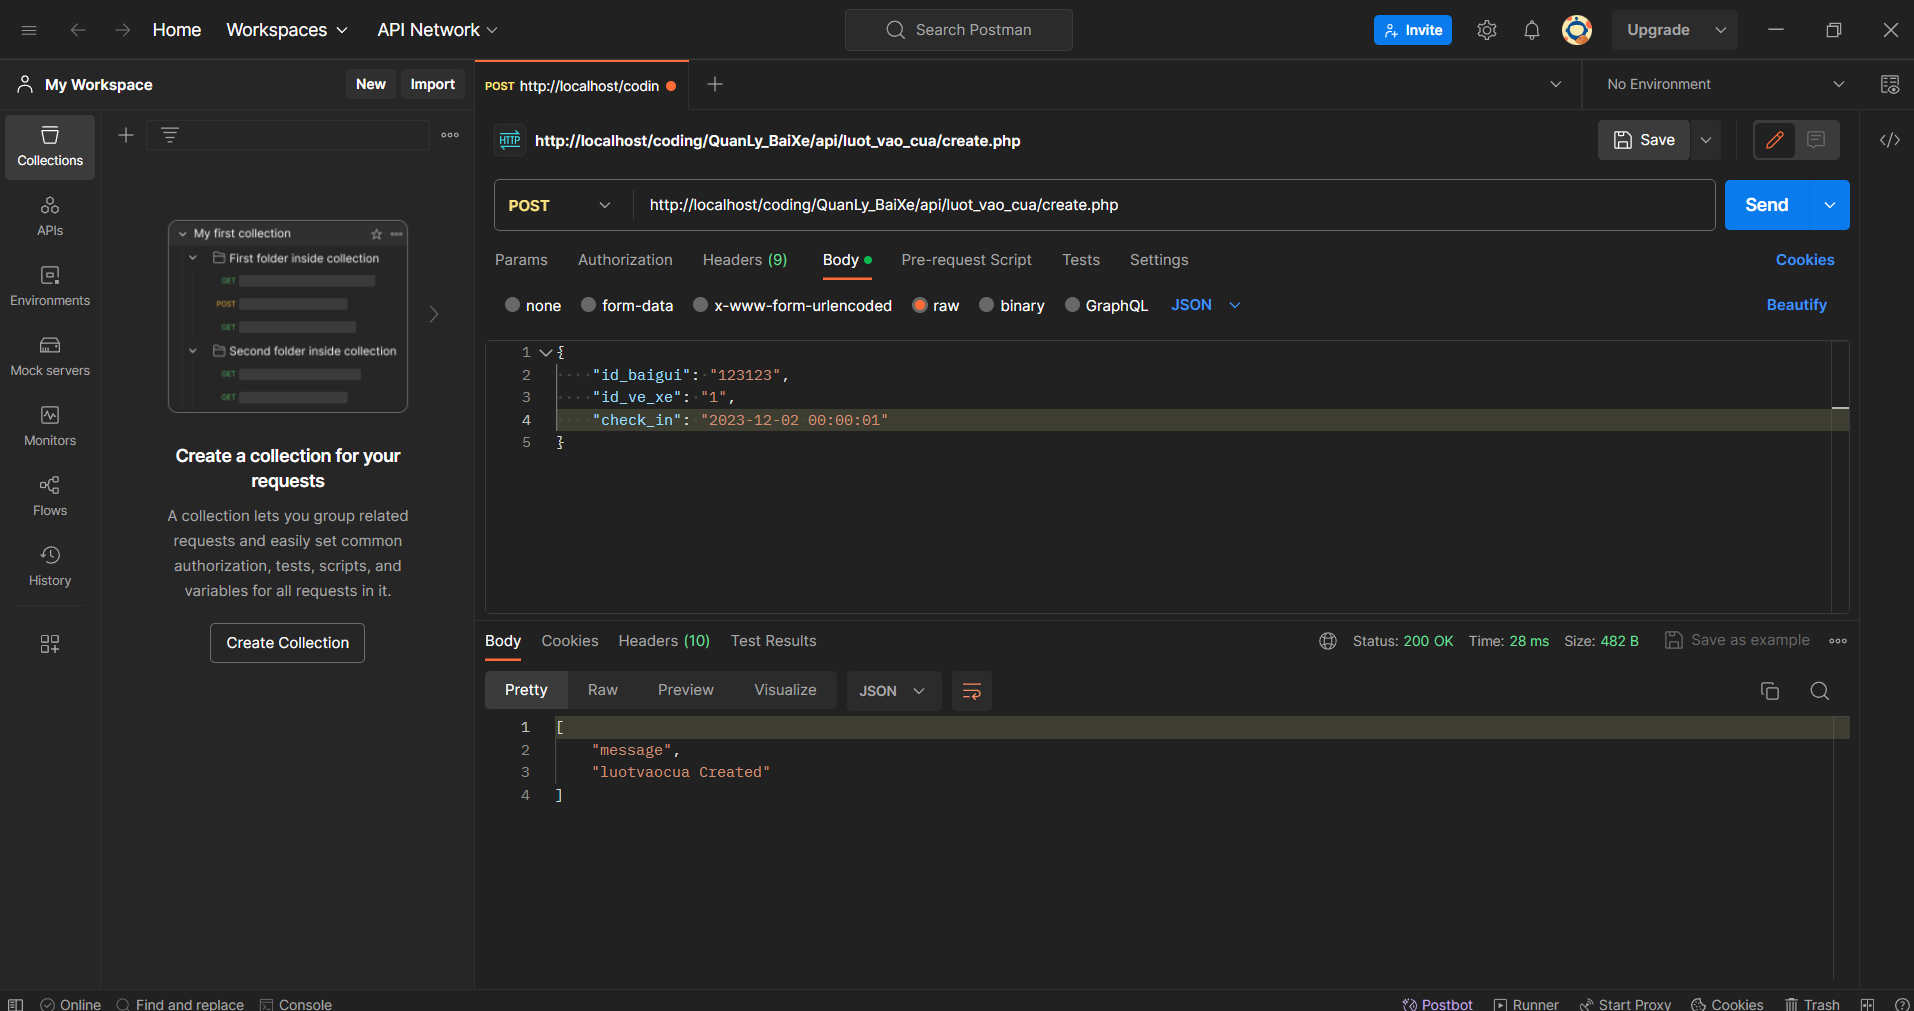 Home Workspaces API Network Search Postman Invite Upgrade
My Workspace New Import POST http://localhost/codin No Environment
Collections
APIs
Environments
Mock servers
Monitors
Flows
History
My first collection
First folder inside collection
GET
POST
GET
Second folder inside collection
GET
GET
Create a collection for your
requests
A collection lets you group related
requests and easily set common
authorization, tests, scripts, and
variables for all requests in it.
Create Collection
HTTP http://localhost/coding/QuanLy_BaiXe/api/luot_vao_cua/create.php Save
POST http://localhost/coding/QuanLy_BaiXe/api/luot_vao_cua/create.php Send
Params Authorization Headers (9) Body Pre-request Script Tests Settings Cookies
none form-data x-www-form-urlencoded raw binary GraphQL JSON Beautify
1 {
2 "id_baigui": "123123",
3 "id_ve_xe": "1",
4 "check_in": "2023-12-02 00:00:01"
5 }
Body Cookies Headers (10) Test Results Status: 200 OK Time: 28 ms Size: 482 B Save as example
Pretty Raw Preview Visualize JSON
1 [
2 "message",
3 "luotvaocua Created"
4 ]
Online Find and replace Console Postbot Runner Start Proxy Cookies Trash